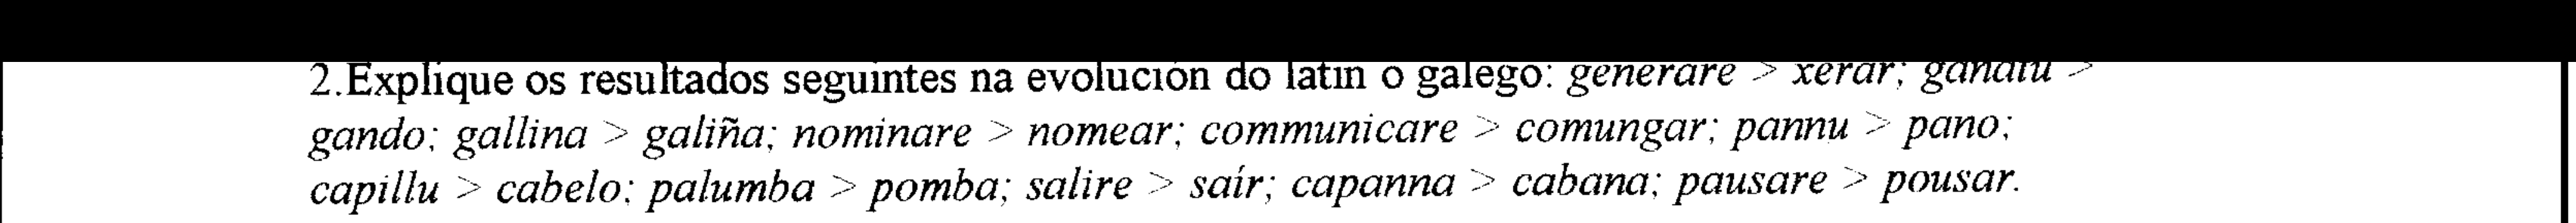 2.Explique os resultados seguintes na evolución do latín o galego: generare > xerar; ganatu >
gando; gallina > galiña; nominare > nomear; communicare > comungar; pannu > pano;
capillu > cabelo; palumba > pomba; salire > saír; capanna > cabana; pausare > pousar.